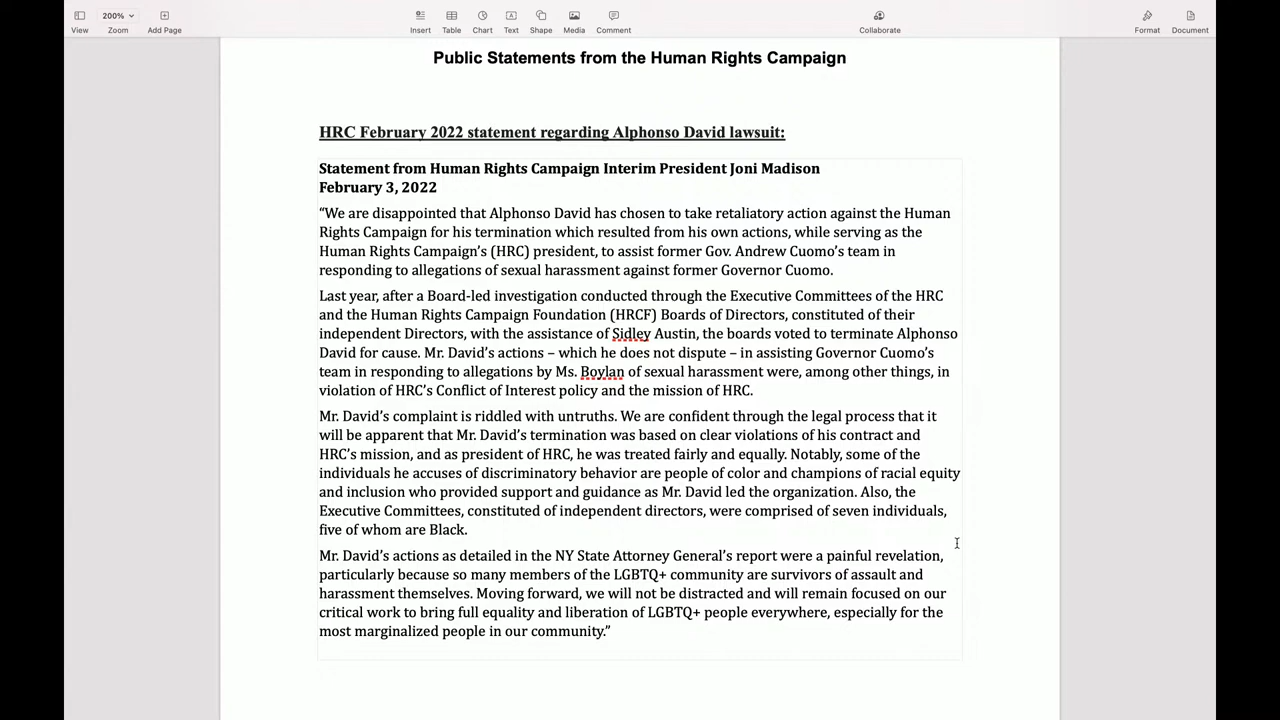 200%
View
Zoom
Add Page
Insert
Table
Chart
Text
Shape
Media
Comment
Collaborate
Format
Document
Public Statements from the Human Rights Campaign
HRC February 2022 statement regarding Alphonso David lawsuit:
Statement from Human Rights Campaign Interim President Joni Madison
February 3, 2022
“We are disappointed that Alphonso David has chosen to take retaliatory action against the Human
Rights Campaign for his termination which resulted from his own actions, while serving as the
Human Rights Campaign’s (HRC) president, to assist former Gov. Andrew Cuomo’s team in
responding to allegations of sexual harassment against former Governor Cuomo.
Last year, after a Board-led investigation conducted through the Executive Committees of the HRC
and the Human Rights Campaign Foundation (HRCF) Boards of Directors, constituted of their
independent Directors, with the assistance of Sidley Austin, the boards voted to terminate Alphonso
David for cause. Mr. David’s actions – which he does not dispute – in assisting Governor Cuomo’s
team in responding to allegations by Ms. Boylan of sexual harassment were, among other things, in
violation of HRC’s Conflict of Interest policy and the mission of HRC.
Mr. David’s complaint is riddled with untruths. We are confident through the legal process that it
will be apparent that Mr. David’s termination was based on clear violations of his contract and
HRC’s mission, and as president of HRC, he was treated fairly and equally. Notably, some of the
individuals he accuses of discriminatory behavior are people of color and champions of racial equity
and inclusion who provided support and guidance as Mr. David led the organization. Also, the
Executive Committees, constituted of independent directors, were comprised of seven individuals,
five of whom are Black.
Mr. David’s actions as detailed in the NY State Attorney General’s report were a painful revelation,
particularly because so many members of the LGBTQ+ community are survivors of assault and
harassment themselves. Moving forward, we will not be distracted and will remain focused on our
critical work to bring full equality and liberation of LGBTQ+ people everywhere, especially for the
most marginalized people in our community.”